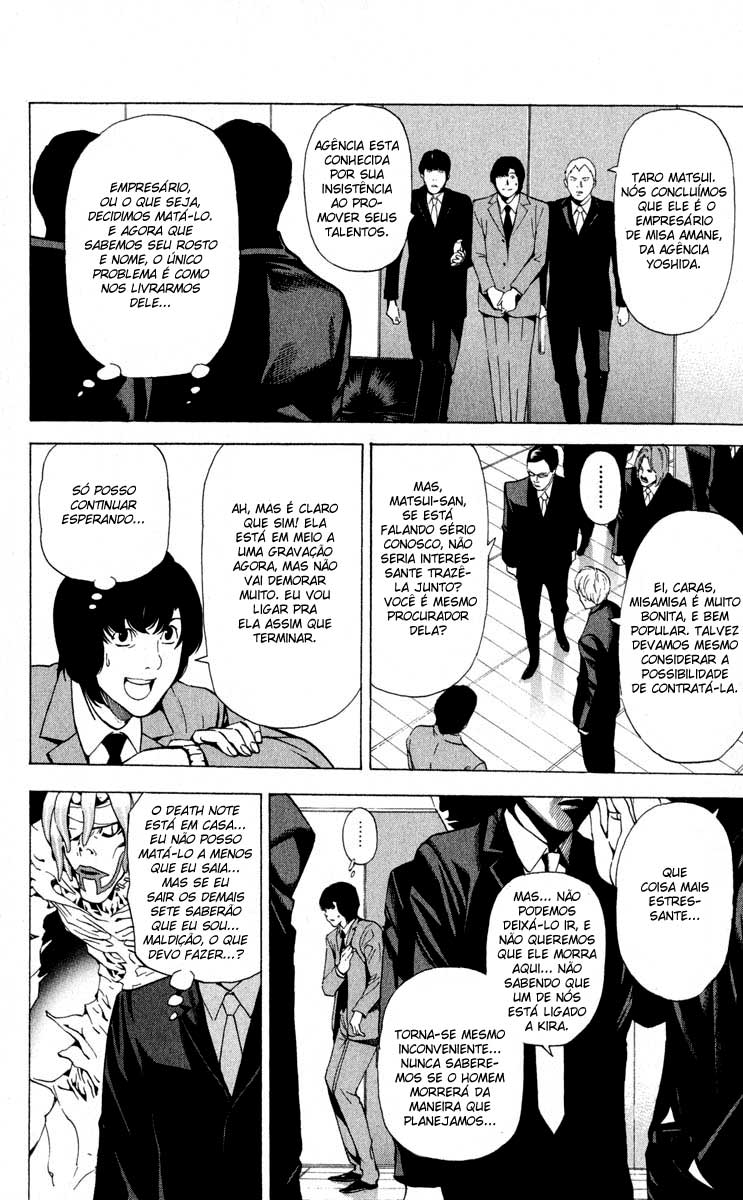 TARO MATSUI.
NÓS CONCLUÍMOS
QUE ELE É O
EMPRESÁRIO
DE MISA AMANE,
DA AGÊNCIA
YOSHIDA.
AGÊNCIA ESTA
CONHECIDA
POR SUA
INSISTÊNCIA
AO PRO-
MOVER SEUS
TALENTOS.
EMPRESÁRIO,
OU O QUE SEJA,
DECIDIMOS MATÁ-LO.
E AGORA QUE
SABEMOS SEU ROSTO
E NOME, O ÚNICO
PROBLEMA É COMO
NOS LIVRARMOS
DELE...
........
EI, CARAS,
MISAMISA É MUITO
BONITA, E BEM
POPULAR. TALVEZ
DEVAMOS MESMO
CONSIDERAR A
POSSIBILIDADE
DE CONTRATÁ-LA.
MAS,
MATSUI-SAN,
SE ESTÁ
FALANDO SÉRIO
CONOSCO, NÃO
SERIA INTERES-
SANTE TRAZÊ-
LA JUNTO?
VOCÊ É MESMO
PROCURADOR
DELA?
AH, MAS É CLARO
QUE SIM! ELA
ESTÁ EM MEIO A
UMA GRAVAÇÃO
AGORA, MAS NÃO
VAI DEMORAR
MUITO. EU VOU
LIGAR PRA
ELA ASSIM QUE
TERMINAR.
SÓ POSSO
CONTINUAR
ESPERANDO...
QUE
COISA MAIS
ESTRES-
SANTE...
MAS... NÃO
PODEMOS
DEIXÁ-LO IR, E
NÃO QUEREMOS
QUE ELE MORRA
AQUI... NÃO
SABENDO QUE
UM DE NÓS
ESTÁ LIGADO
A KIRA.
TORNA-SE MESMO
INCONVENIENTE...
NUNCA SABERE-
MOS SE O HOMEM
MORRERÁ DA
MANEIRA QUE
PLANEJAMOS...
......
O DEATH NOTE
ESTÁ EM CASA...
EU NÃO POSSO
MATÁ-LO A MENOS
QUE EU SAIA...
MAS SE EU
SAIR OS DEMAIS
SETE SABERÃO
QUE EU SOU...
MALDIÇÃO, O QUE
DEVO FAZER...?